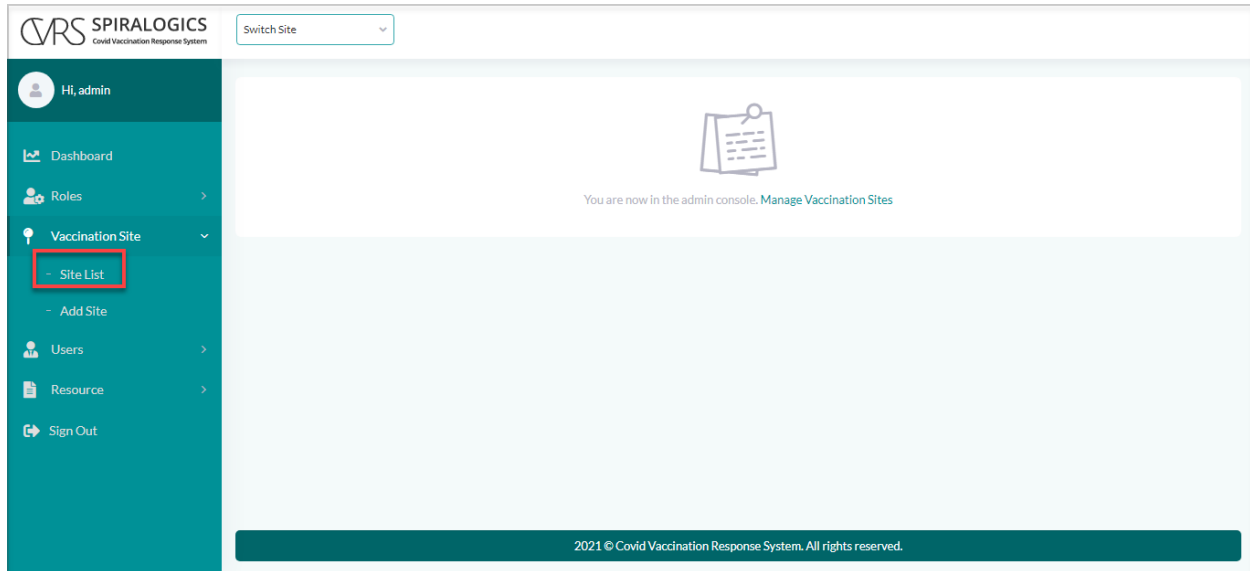 CVRS SPIRALOGICS
Covid Vaccination Response System
Switch Site
Hi, admin
Dashboard
Roles
Vaccination Site
- Site List
- Add Site
Users
Resource
Sign Out
You are now in the admin console. Manage Vaccination Sites
2021 © Covid Vaccination Response System. All rights reserved.